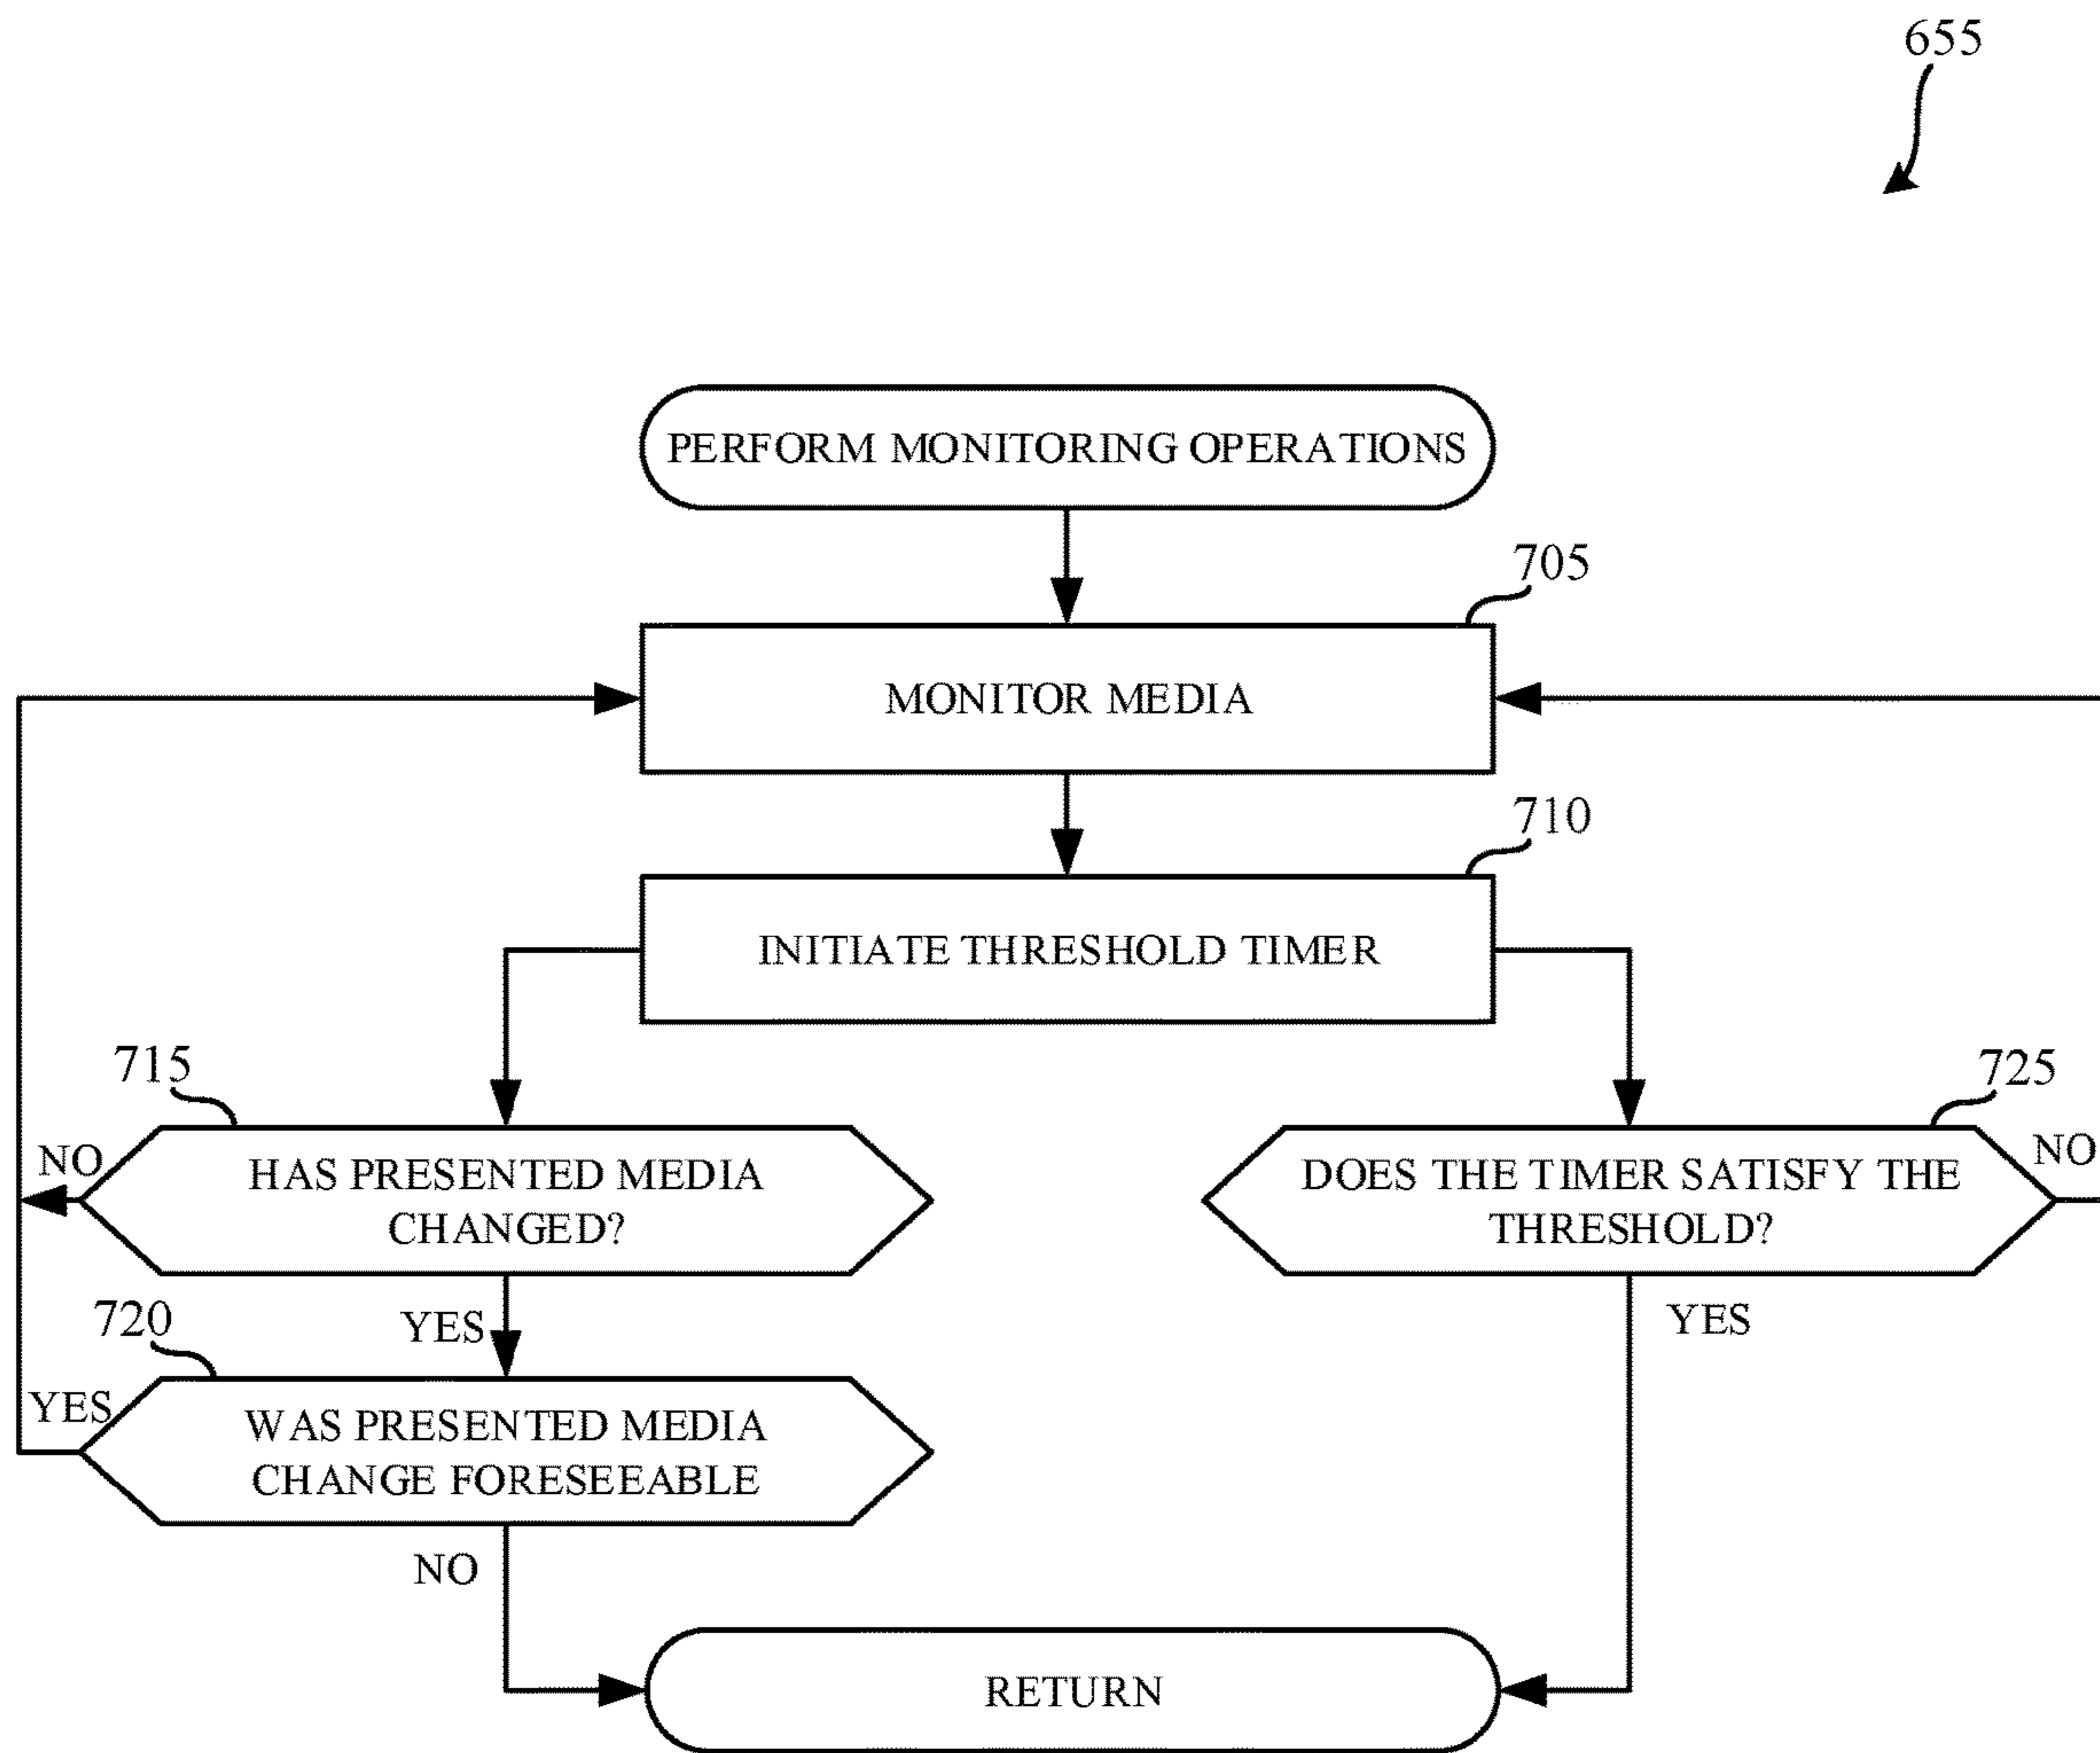 655
PERFORM MONITORING OPERATIONS
705
MONITOR MEDIA
710
INITIATE THRESHOLD TIMER
715
NO
HAS PRESENTED MEDIA
CHANGED?
YES
725
DOES THE TIMER SATISFY THE
THRESHOLD?
NO
YES
720
YES
WAS PRESENTED MEDIA
CHANGE FORESEEABLE
NO
RETURN